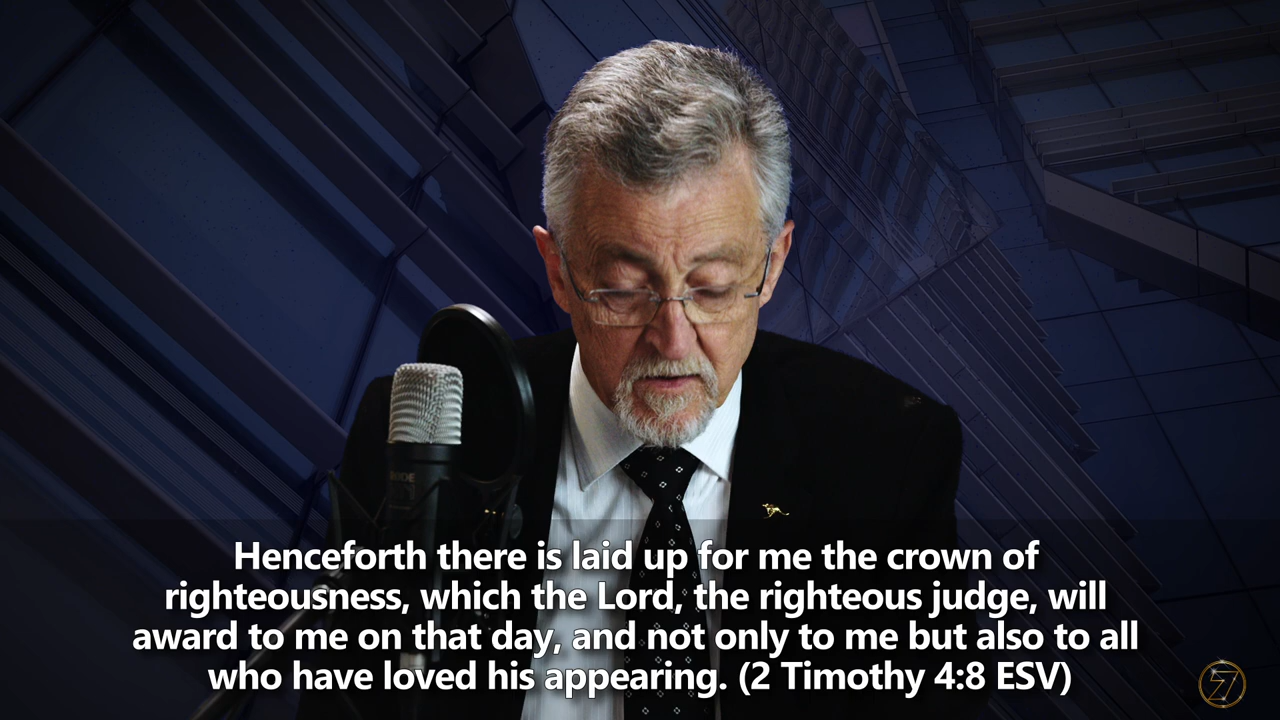 RODE
Henceforth there is laid up for me the crown of
righteousness, which the Lord, the righteous judge, will
award to me on that day, and not only to me but also to all
who have loved his appearing. (2 Timothy 4:8 ESV)